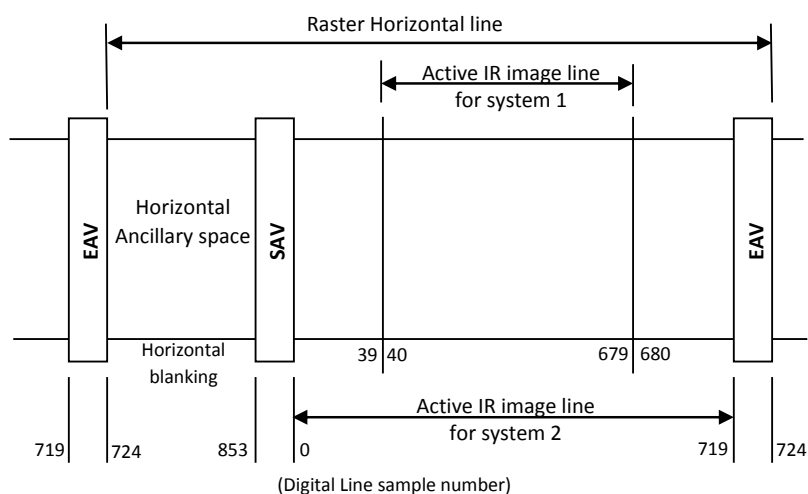 Raster Horizontal line
Active IR image line
for system 1
EAV
Horizontal
Ancillary space
SAV
EAV
Horizontal
blanking
39 40
679 680
Active IR image line
for system 2
719 724
853 0
719 724
(Digital Line sample number)